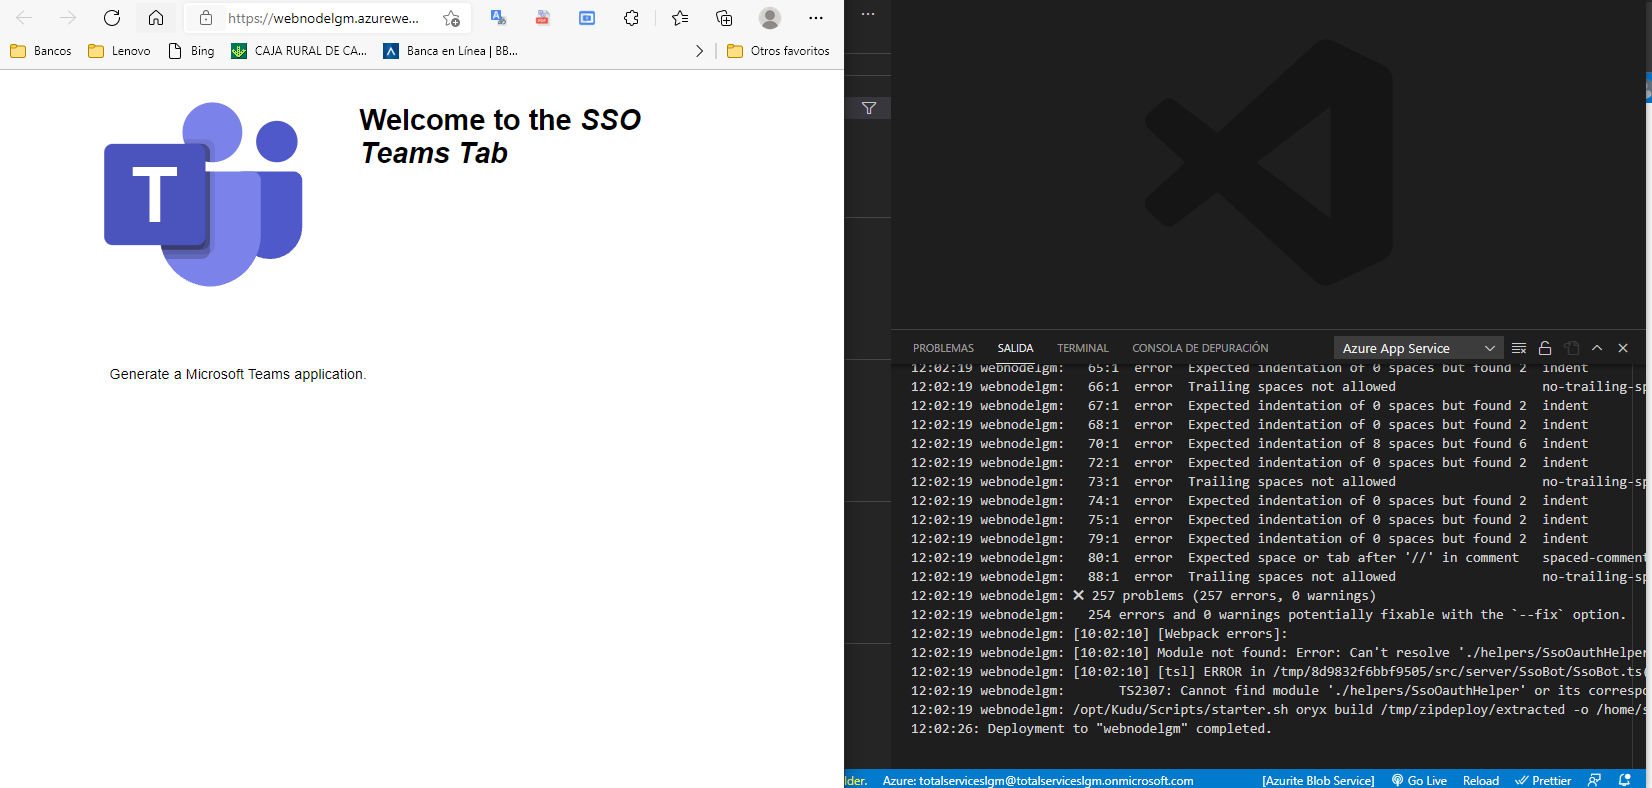 https://webnodelgm.azurewe...
Bancos
Lenovo
Bing
CAJA RURAL DE CA...
Banca en Línea | BB...
Otros favoritos
T
Welcome to the SSO
Teams Tab
Generate a Microsoft Teams application.
PROBLEMAS
SALIDA
TERMINAL
CONSOLA DE DEPURACIÓN
Azure App Service
12:02:19 webnodelgm: 65:1 error Expected indentation of 0 spaces but found 2 indent
12:02:19 webnodelgm: 66:1 error Trailing spaces not allowed no-trailing-sp
12:02:19 webnodelgm: 67:1 error Expected indentation of 0 spaces but found 2 indent
12:02:19 webnodelgm: 68:1 error Expected indentation of 0 spaces but found 2 indent
12:02:19 webnodelgm: 70:1 error Expected indentation of 8 spaces but found 6 indent
12:02:19 webnodelgm: 72:1 error Expected indentation of 0 spaces but found 2 indent
12:02:19 webnodelgm: 73:1 error Trailing spaces not allowed no-trailing-sp
12:02:19 webnodelgm: 74:1 error Expected indentation of 0 spaces but found 2 indent
12:02:19 webnodelgm: 75:1 error Expected indentation of 0 spaces but found 2 indent
12:02:19 webnodelgm: 79:1 error Expected indentation of 0 spaces but found 2 indent
12:02:19 webnodelgm: 80:1 error Expected space or tab after '//' in comment spaced-comment
12:02:19 webnodelgm: 88:1 error Trailing spaces not allowed no-trailing-sp
12:02:19 webnodelgm: ✖ 257 problems (257 errors, 0 warnings)
12:02:19 webnodelgm: 254 errors and 0 warnings potentially fixable with the `--fix` option.
12:02:19 webnodelgm: [10:02:10] [Webpack errors]:
12:02:19 webnodelgm: [10:02:10] Module not found: Error: Can't resolve './helpers/SsoOauthHelper
12:02:19 webnodelgm: [10:02:10] [tsl] ERROR in /tmp/8d9832f6bbf9505/src/server/SsoBot/SsoBot.ts(
12:02:19 webnodelgm: TS2307: Cannot find module './helpers/SsoOauthHelper' or its correspo
12:02:19 webnodelgm: /opt/Kudu/Scripts/starter.sh oryx build /tmp/zipdeploy/extracted -o /home/s
12:02:26: Deployment to "webnodelgm" completed.
lder.
Azure: totalserviceslgm@totalserviceslgm.onmicrosoft.com
[Azurite Blob Service]
Go Live
Reload
Prettier